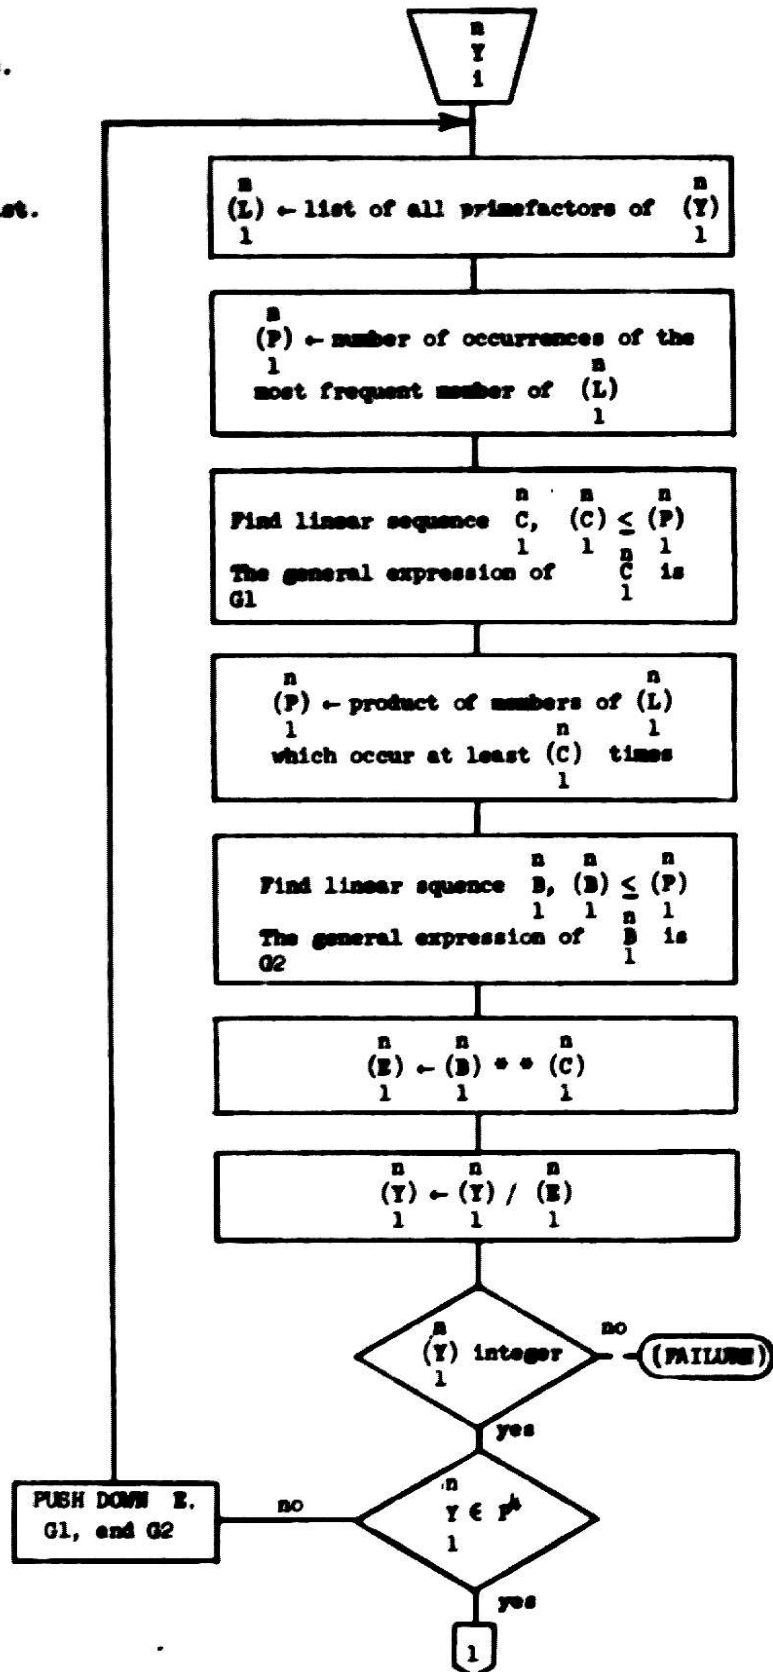 n
Y
1
n n
(L) ← list of all primefactors of (Y)
1 1
n
(P) ← number of occurrences of the
1 n
most frequent member of (L)
1
n n n
Find linear sequence C, (C) ≤ (P)
1 1 1
n
The general expression of C is
1
G1
n n
(P) ← product of members of (L)
1 1
n
which occur at least (C) times
1
n n n
Find linear squence B, (B) ≤ (P)
1 1 1
n
The general expression of B is
1
G2
n n n
(E) ← (B) * * (C)
1 1 1
n n n
(Y) ← (Y) / (E)
1 1 1
n
(Y) integer
1
no
(FAILURE)
yes
n
Y ∈ P⁴
1
no
PUSH DOWN E.
G1, and G2
yes
1